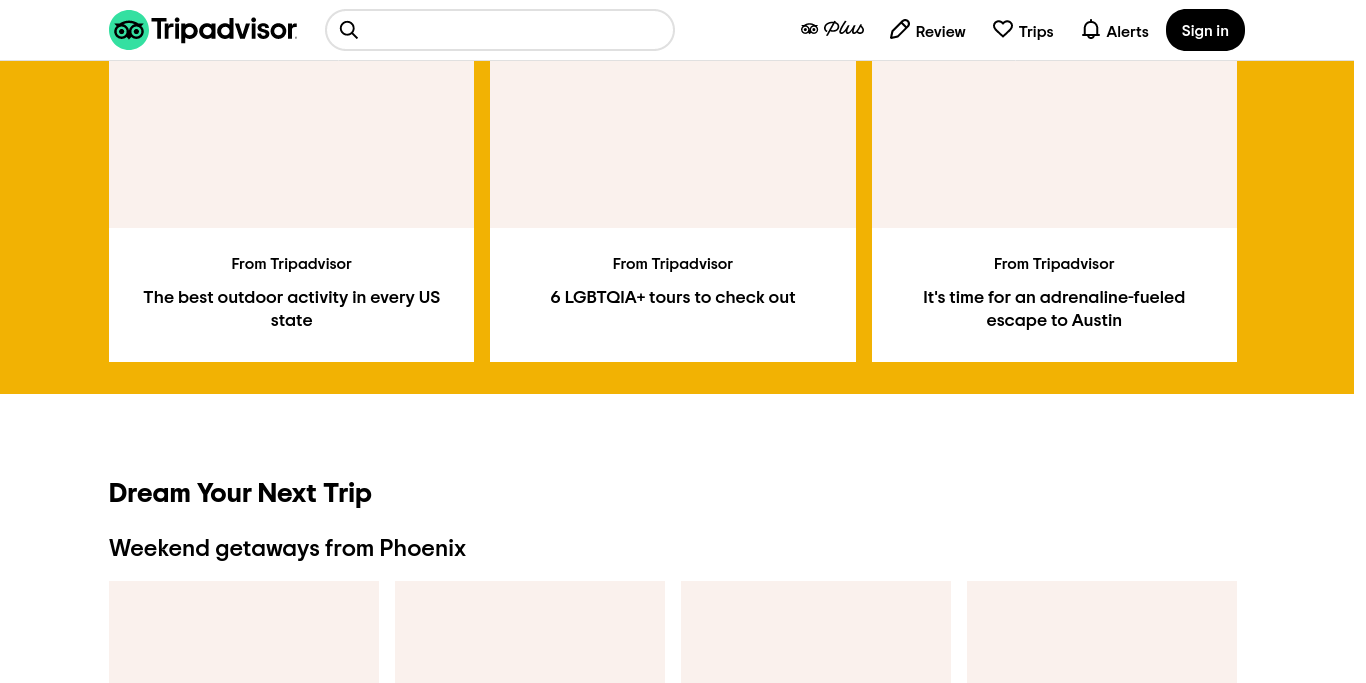 Tripadvisor
Plus
Review
Trips
Alerts
Sign in
From Tripadvisor
The best outdoor activity in every US
state
From Tripadvisor
6 LGBTQIA+ tours to check out
From Tripadvisor
It's time for an adrenaline-fueled
escape to Austin
Dream Your Next Trip
Weekend getaways from Phoenix